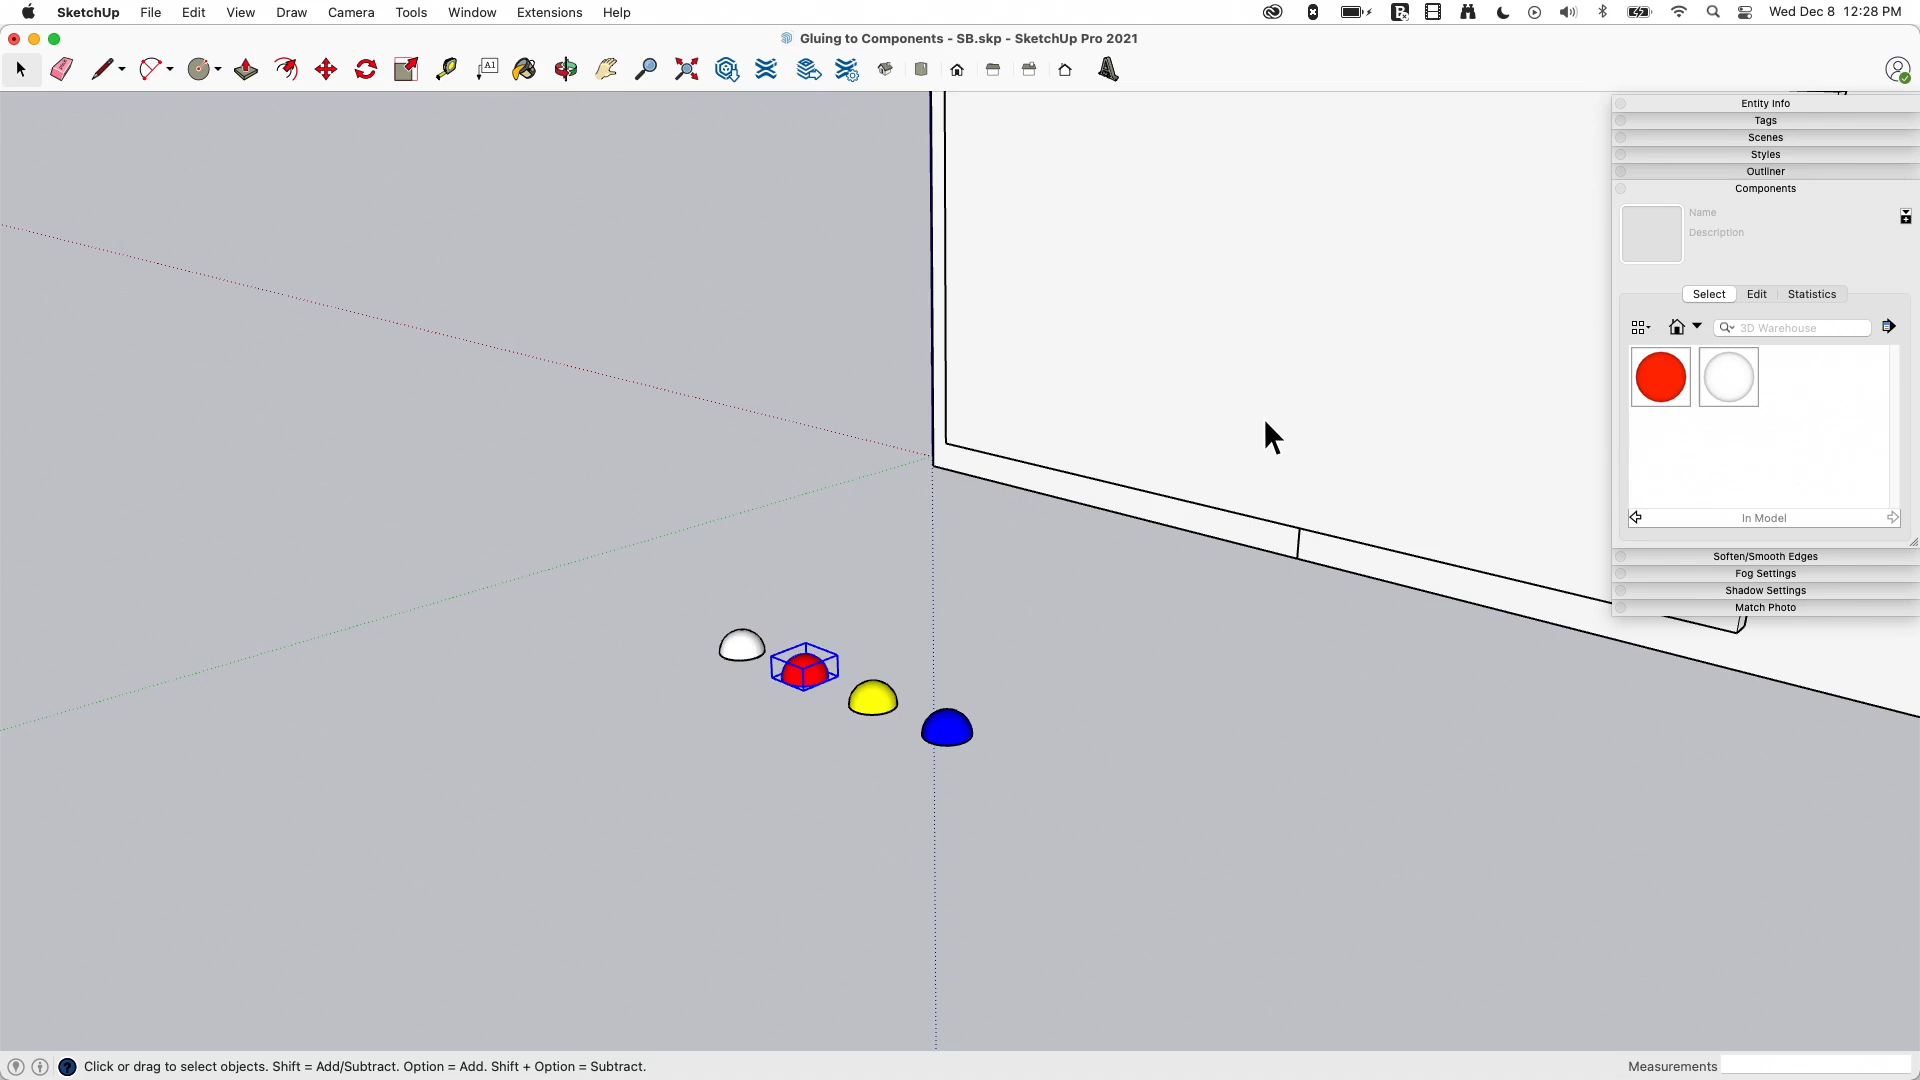 SketchUp File Edit View Draw Camera Tools Window Extensions Help Wed Dec 8 12:28 PM
Gluing to Components - SB.skp - SketchUp Pro 2021
A1
Entity Info
Tags
Scenes
Styles
Outliner
Components
Name
Description
Select Edit Statistics
3D Warehouse
In Model
Soften/Smooth Edges
Fog Settings
Shadow Settings
Match Photo
Click or drag to select objects. Shift = Add/Subtract. Option = Add. Shift + Option = Subtract. Measurements